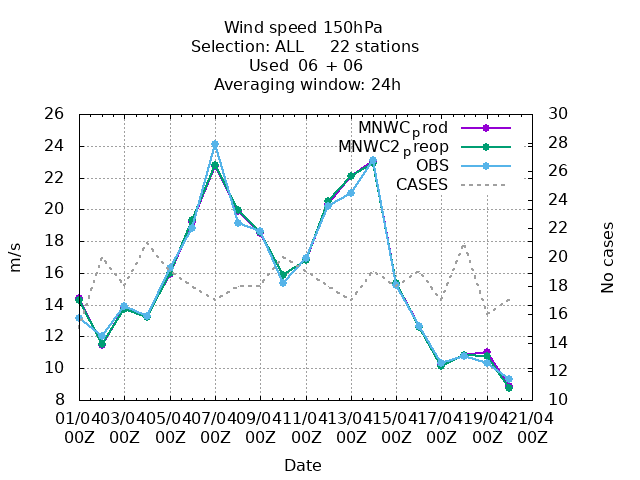 Wind speed 150hPa
Selection: ALL 22 stations
Used 06 + 06
Averaging window: 24h
26
24
22
20
18
16
14
12
10
8
m/s
MNWCprod
MNWC2preop
OBS
CASES
30
28
26
24
22
20
18
16
14
12
10
No cases
01/04 03/04 05/04 07/04 09/04 11/04 13/04 15/04 17/04 19/04 21/04
00Z 00Z 00Z 00Z 00Z 00Z 00Z 00Z 00Z 00Z 00Z
Date